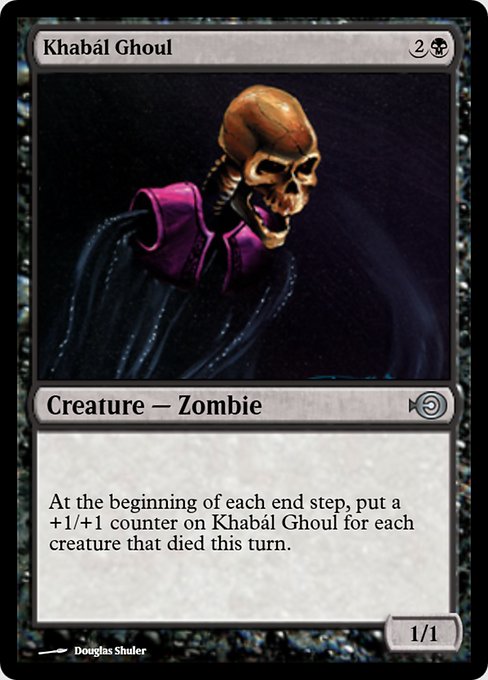 Khabál Ghoul 2
Creature — Zombie
At the beginning of each end step, put a
+1/+1 counter on Khabál Ghoul for each
creature that died this turn.
1/1
Douglas Shuler